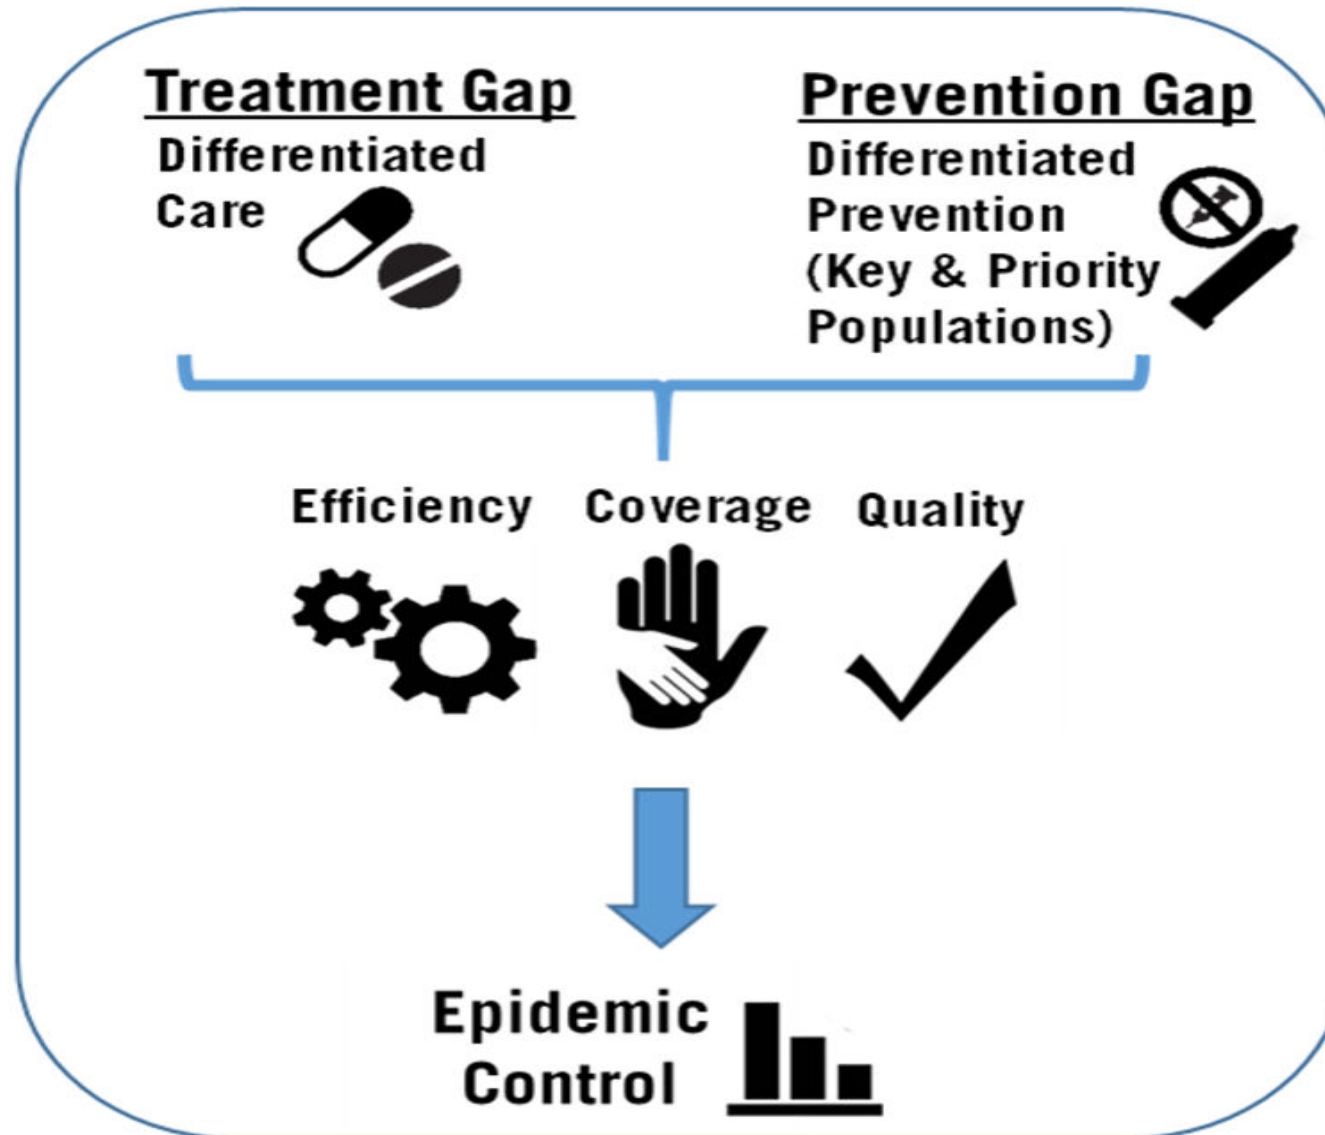 Treatment Gap
Differentiated
Care
Prevention Gap
Differentiated
Prevention
(Key & Priority
Populations)
Efficiency
Coverage
Quality
Epidemic
Control